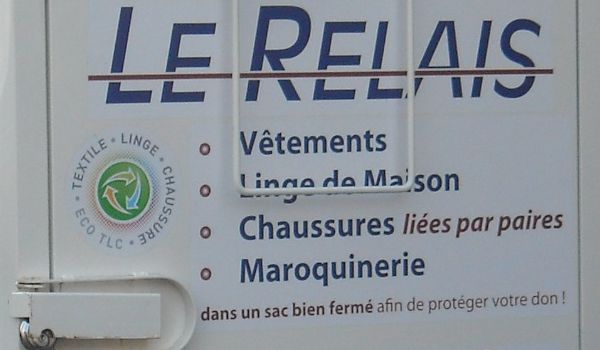 LE RELAIS
TEXTILE • LINGE • CHAUSSURE •
ECO TLC •
Vêtements
Linge de Maison
Chaussures liées par paires
Maroquinerie
dans un sac bien fermé afin de protéger votre don !